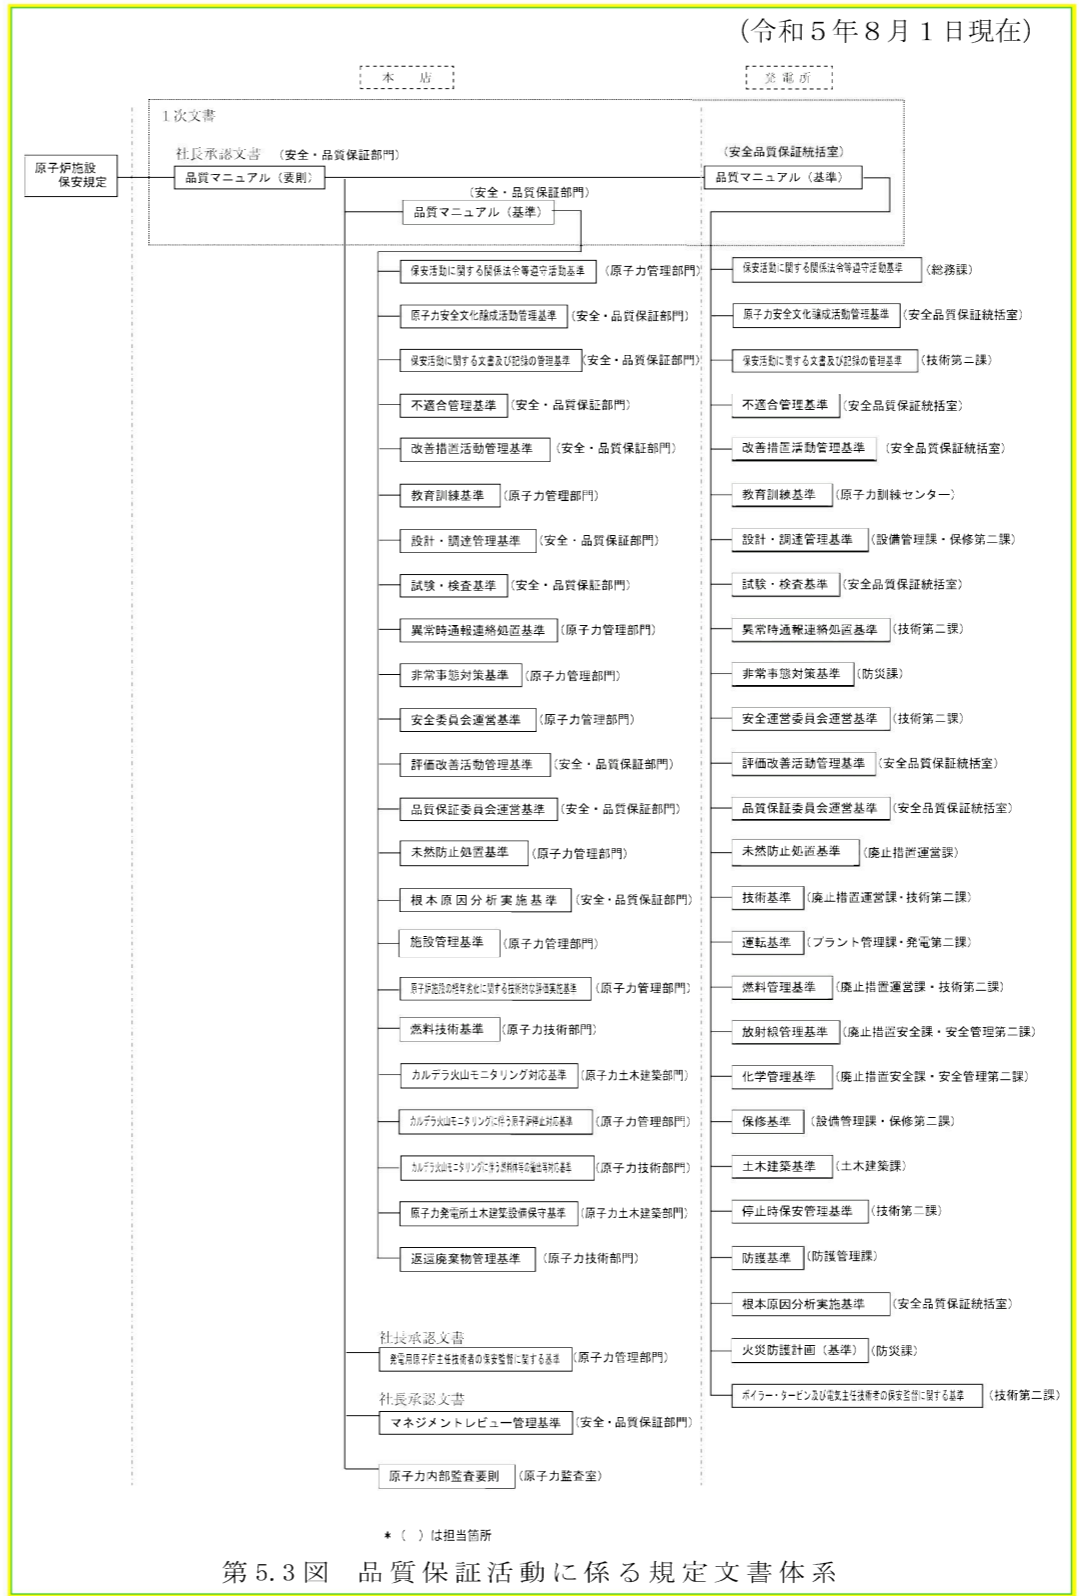 (令和5年8月1日現在)
本 店
発電所
1次文書
社長承認文書 (安全・品質保証部門)
(安全品質保証統括室)
原子炉施設
保安規定
品質マニュアル(要則)
品質マニュアル(基準)
(安全・品質保証部門)
品質マニュアル(基準)
保安活動に関する関係法令等遵守活動基準 (原子力管理部門)
原子力安全文化醸成活動管理基準 (安全・品質保証部門)
保安活動に関する文書及び記録の管理基準 (安全・品質保証部門)
不適合管理基準 (安全・品質保証部門)
改善措置活動管理基準 (安全・品質保証部門)
教育訓練基準 (原子力管理部門)
設計・調達管理基準 (安全・品質保証部門)
試験・検査基準 (安全・品質保証部門)
異常時通報連絡処置基準 (原子力管理部門)
非常事態対策基準 (原子力管理部門)
安全委員会運営基準 (原子力管理部門)
評価改善活動管理基準 (安全・品質保証部門)
品質保証委員会運営基準 (安全・品質保証部門)
未然防止処置基準 (原子力管理部門)
根本原因分析実施基準 (安全・品質保証部門)
施設管理基準 (原子力管理部門)
原子炉施設の経年劣化に関する技術的な評価実施基準 (原子力管理部門)
燃料技術基準 (原子力技術部門)
カルデラ火山モニタリング対応基準 (原子力土木建築部門)
カルデラ火山モニタリングに伴う原子炉停止対応基準 (原子力管理部門)
カルデラ火山モニタリングに伴う燃料体等の搬出等対応基準 (原子力技術部門)
原子力発電所土木建築設備保守基準 (原子力土木建築部門)
返還廃棄物管理基準 (原子力技術部門)
社長承認文書
発電用原子炉主任技術者の保安監督に関する基準 (原子力管理部門)
社長承認文書
マネジメントレビュー管理基準 (安全・品質保証部門)
原子力内部監査要則 (原子力監査室)
保安活動に関する関係法令等遵守活動基準 (総務課)
原子力安全文化醸成活動管理基準 (安全品質保証統括室)
保安活動に関する文書及び記録の管理基準 (技術第二課)
不適合管理基準 (安全品質保証統括室)
改善措置活動管理基準 (安全品質保証統括室)
教育訓練基準 (原子力訓練センター)
設計・調達管理基準 (設備管理課・保修第二課)
試験・検査基準 (安全品質保証統括室)
異常時通報連絡処置基準 (技術第二課)
非常事態対策基準 (防災課)
安全運営委員会運営基準 (技術第二課)
評価改善活動管理基準 (安全品質保証統括室)
品質保証委員会運営基準 (安全品質保証統括室)
未然防止処置基準 (廃止措置運営課)
技術基準 (廃止措置運営課・技術第二課)
運転基準 (プラント管理課・発電第二課)
燃料管理基準 (廃止措置運営課・技術第二課)
放射線管理基準 (廃止措置安全課・安全管理第二課)
化学管理基準 (廃止措置安全課・安全管理第二課)
保修基準 (設備管理課・保修第二課)
土木建築基準 (土木建築課)
停止時保安管理基準 (技術第二課)
防護基準 (防護管理課)
根本原因分析実施基準 (安全品質保証統括室)
火災防護計画(基準) (防災課)
ボイラー・タービン及び電気主任技術者の保安監督に関する基準 (技術第二課)
*( )は担当箇所
第5.3図 品質保証活動に係る規定文書体系